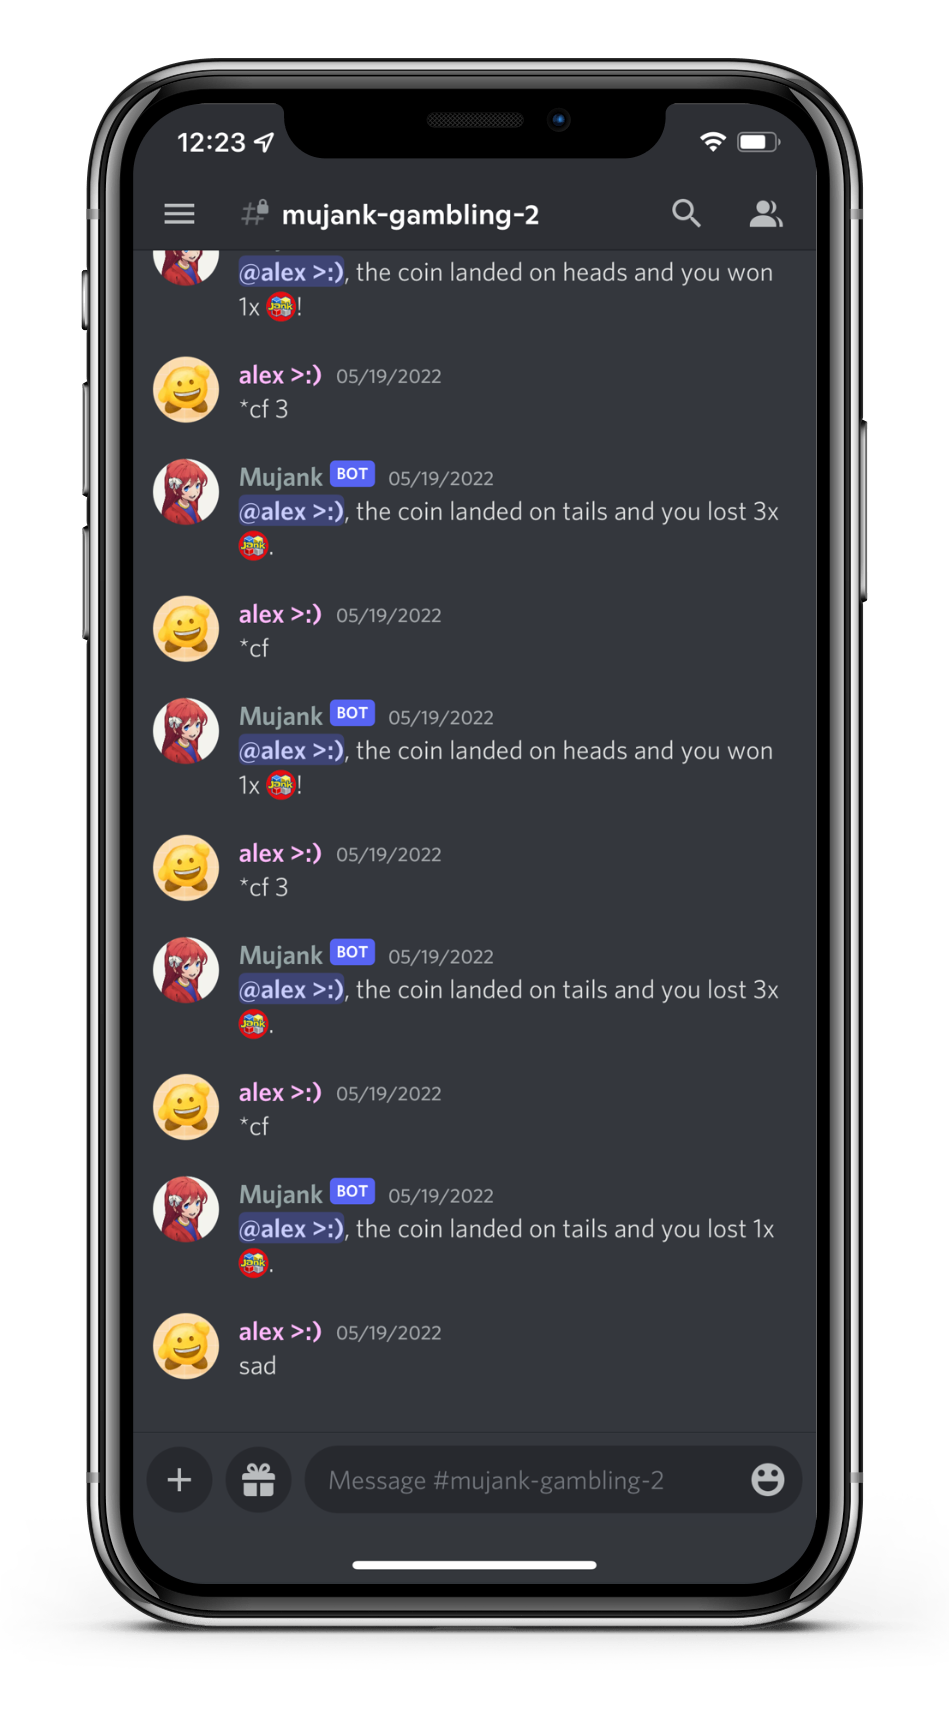 12:23
mujank-gambling-2
@alex >:), the coin landed on heads and you won
1x Jank!
alex >:) 05/19/2022
*cf 3
Mujank BOT 05/19/2022
@alex >:), the coin landed on tails and you lost 3x
Jank.
alex >:) 05/19/2022
*cf
Mujank BOT 05/19/2022
@alex >:), the coin landed on heads and you won
1x Jank!
alex >:) 05/19/2022
*cf 3
Mujank BOT 05/19/2022
@alex >:), the coin landed on tails and you lost 3x
Jank.
alex >:) 05/19/2022
*cf
Mujank BOT 05/19/2022
@alex >:), the coin landed on tails and you lost 1x
Jank.
alex >:) 05/19/2022
sad
Message #mujank-gambling-2